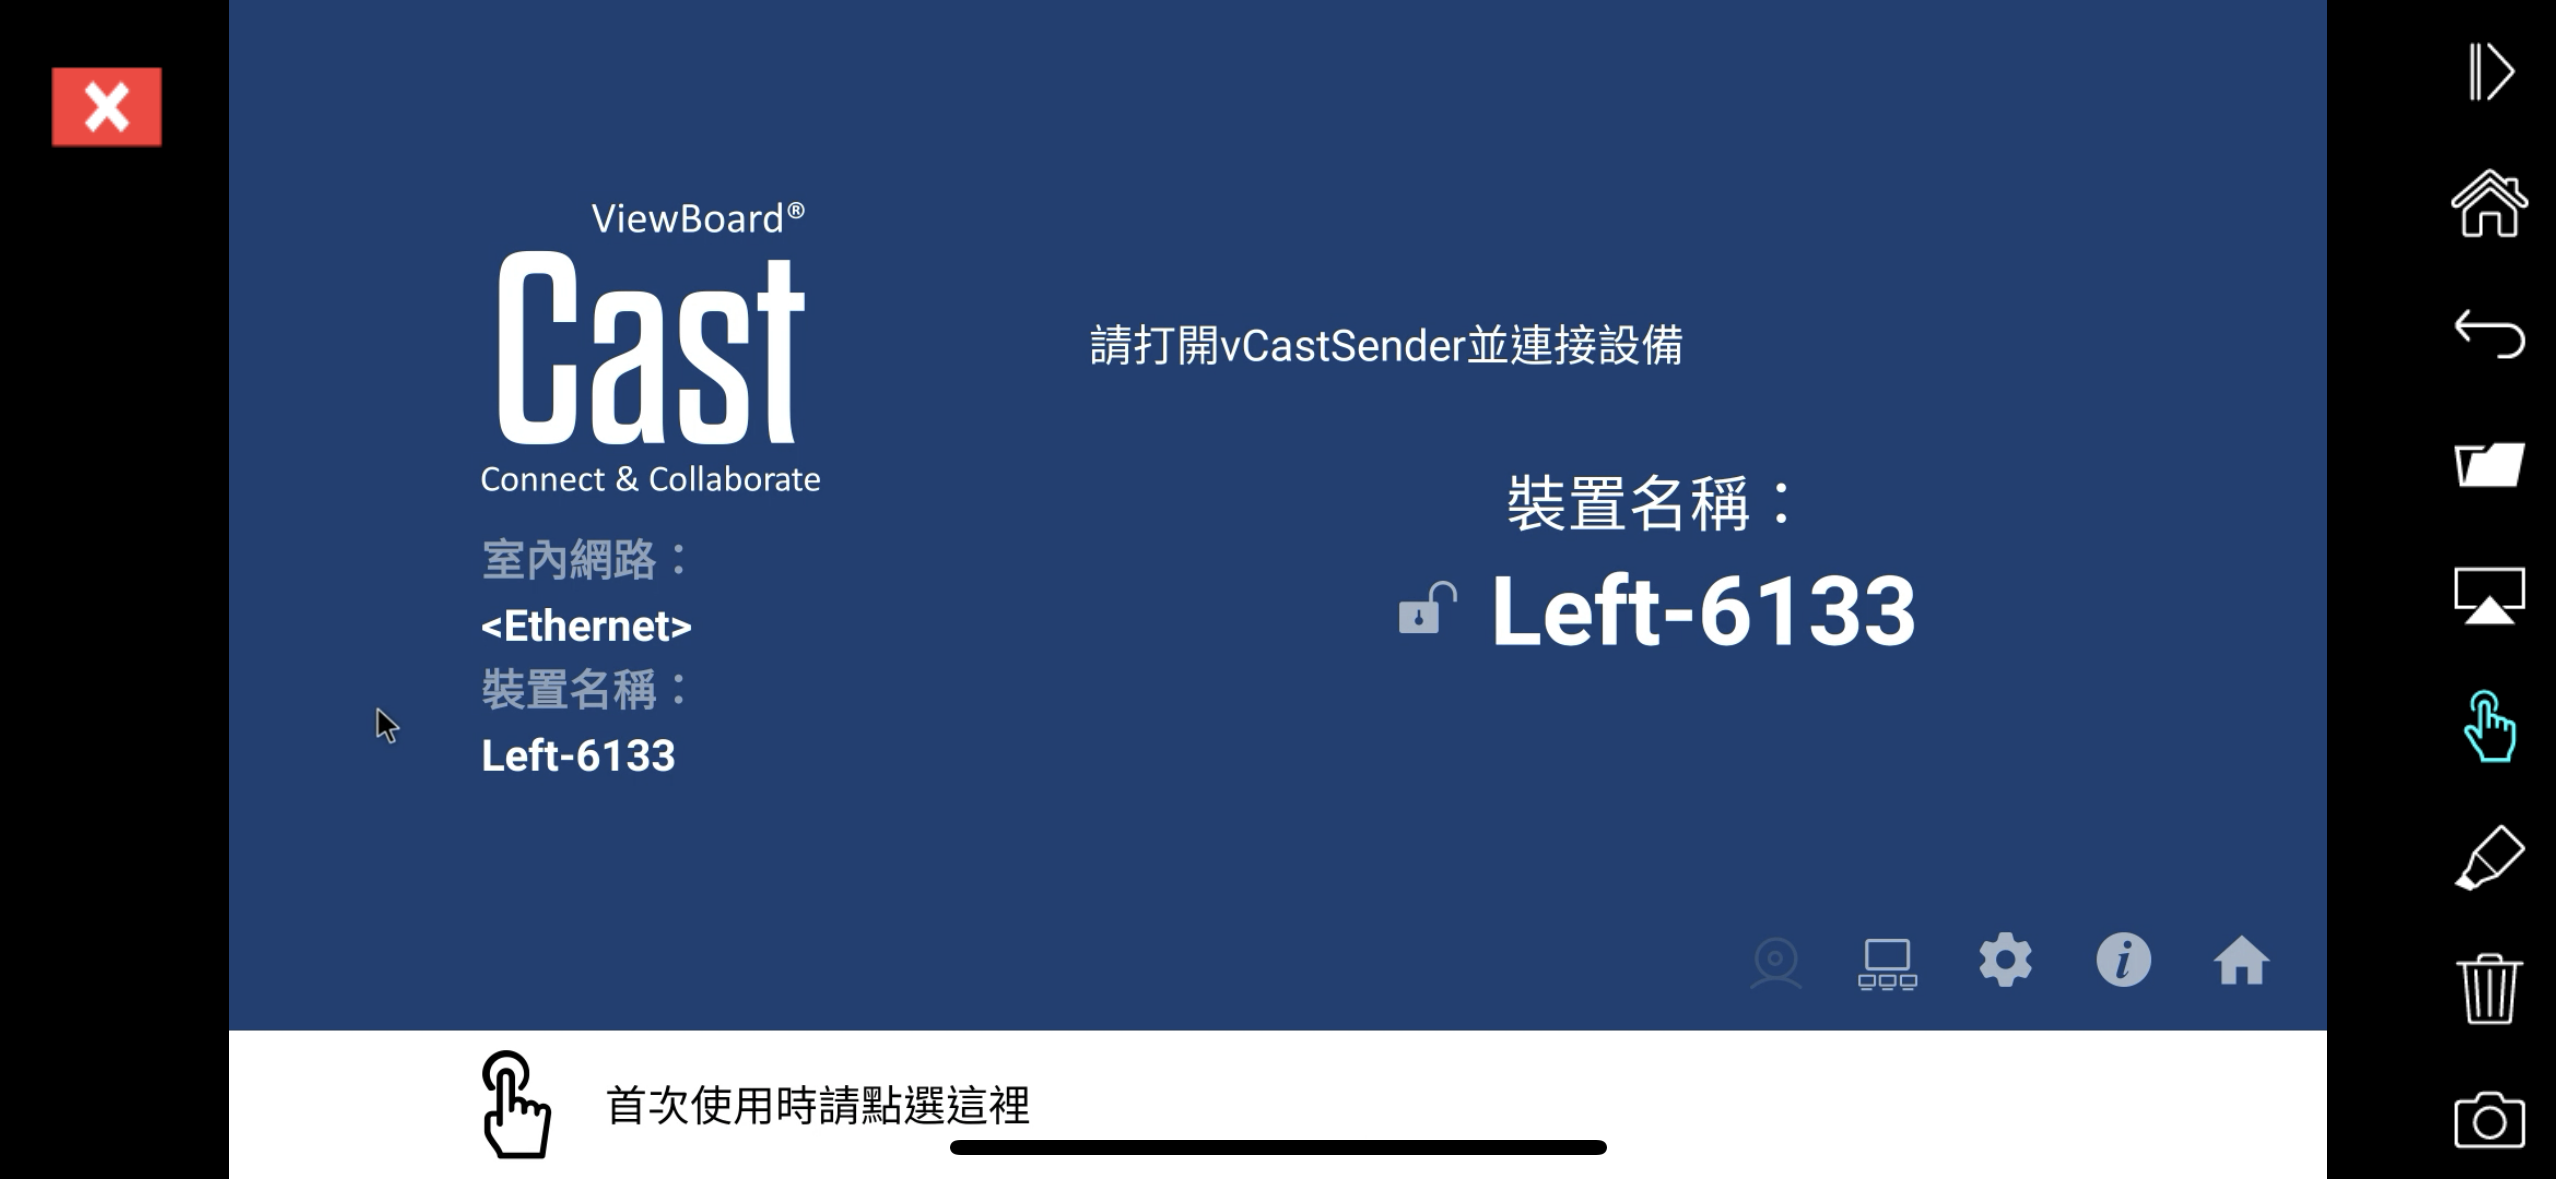 ViewBoard®
Cast
Connect & Collaborate
室內網路：
<Ethernet>
裝置名稱：
Left-6133
請打開vCastSender並連接設備
裝置名稱：
Left-6133
首次使用時請點選這裡